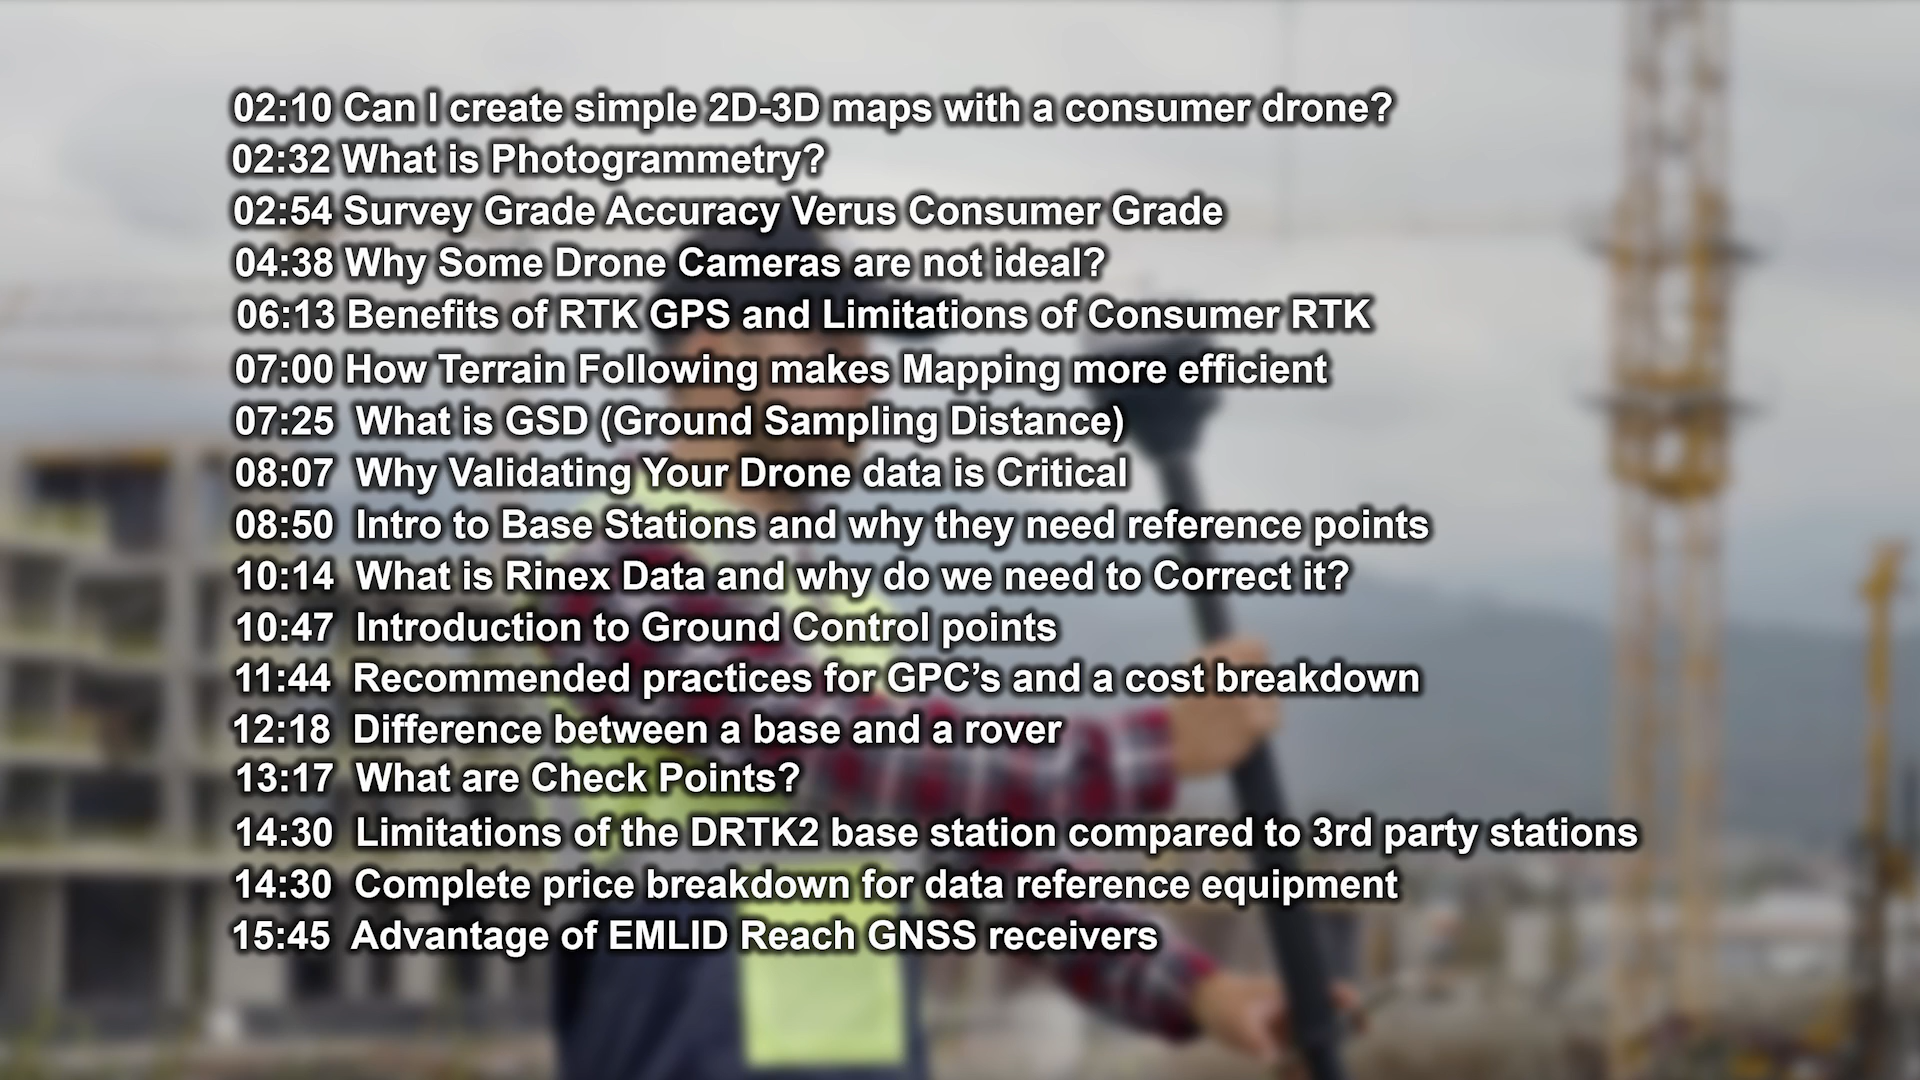 02:10 Can I create simple 2D-3D maps with a consumer drone?
02:32 What is Photogrammetry?
02:54 Survey Grade Accuracy Verus Consumer Grade
04:38 Why Some Drone Cameras are not ideal?
06:13 Benefits of RTK GPS and Limitations of Consumer RTK
07:00 How Terrain Following makes Mapping more efficient
07:25 What is GSD (Ground Sampling Distance)
08:07 Why Validating Your Drone data is Critical
08:50 Intro to Base Stations and why they need reference points
10:14 What is Rinex Data and why do we need to Correct it?
10:47 Introduction to Ground Control points
11:44 Recommended practices for GPC’s and a cost breakdown
12:18 Difference between a base and a rover
13:17 What are Check Points?
14:30 Limitations of the DRTK2 base station compared to 3rd party stations
14:30 Complete price breakdown for data reference equipment
15:45 Advantage of EMLID Reach GNSS receivers